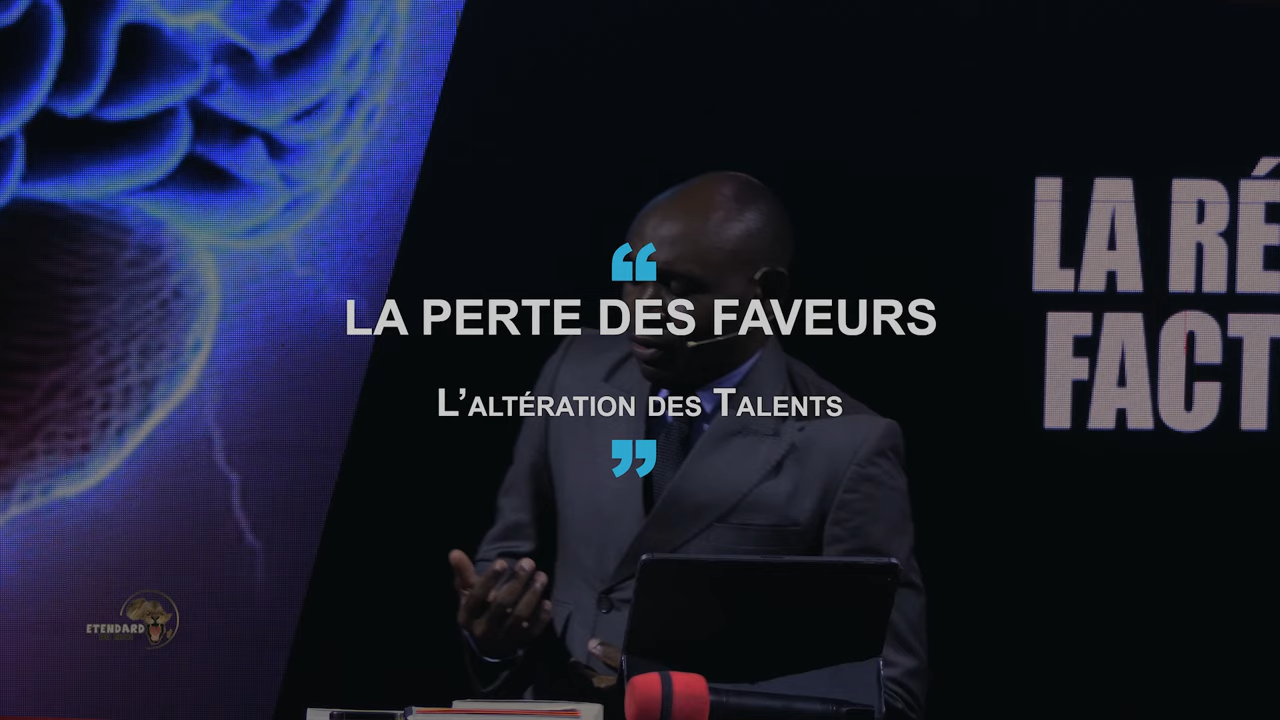 LA PERTE DES FAVEURS
L’altération des Talents
LA RÉ
FACT
ETENDARD